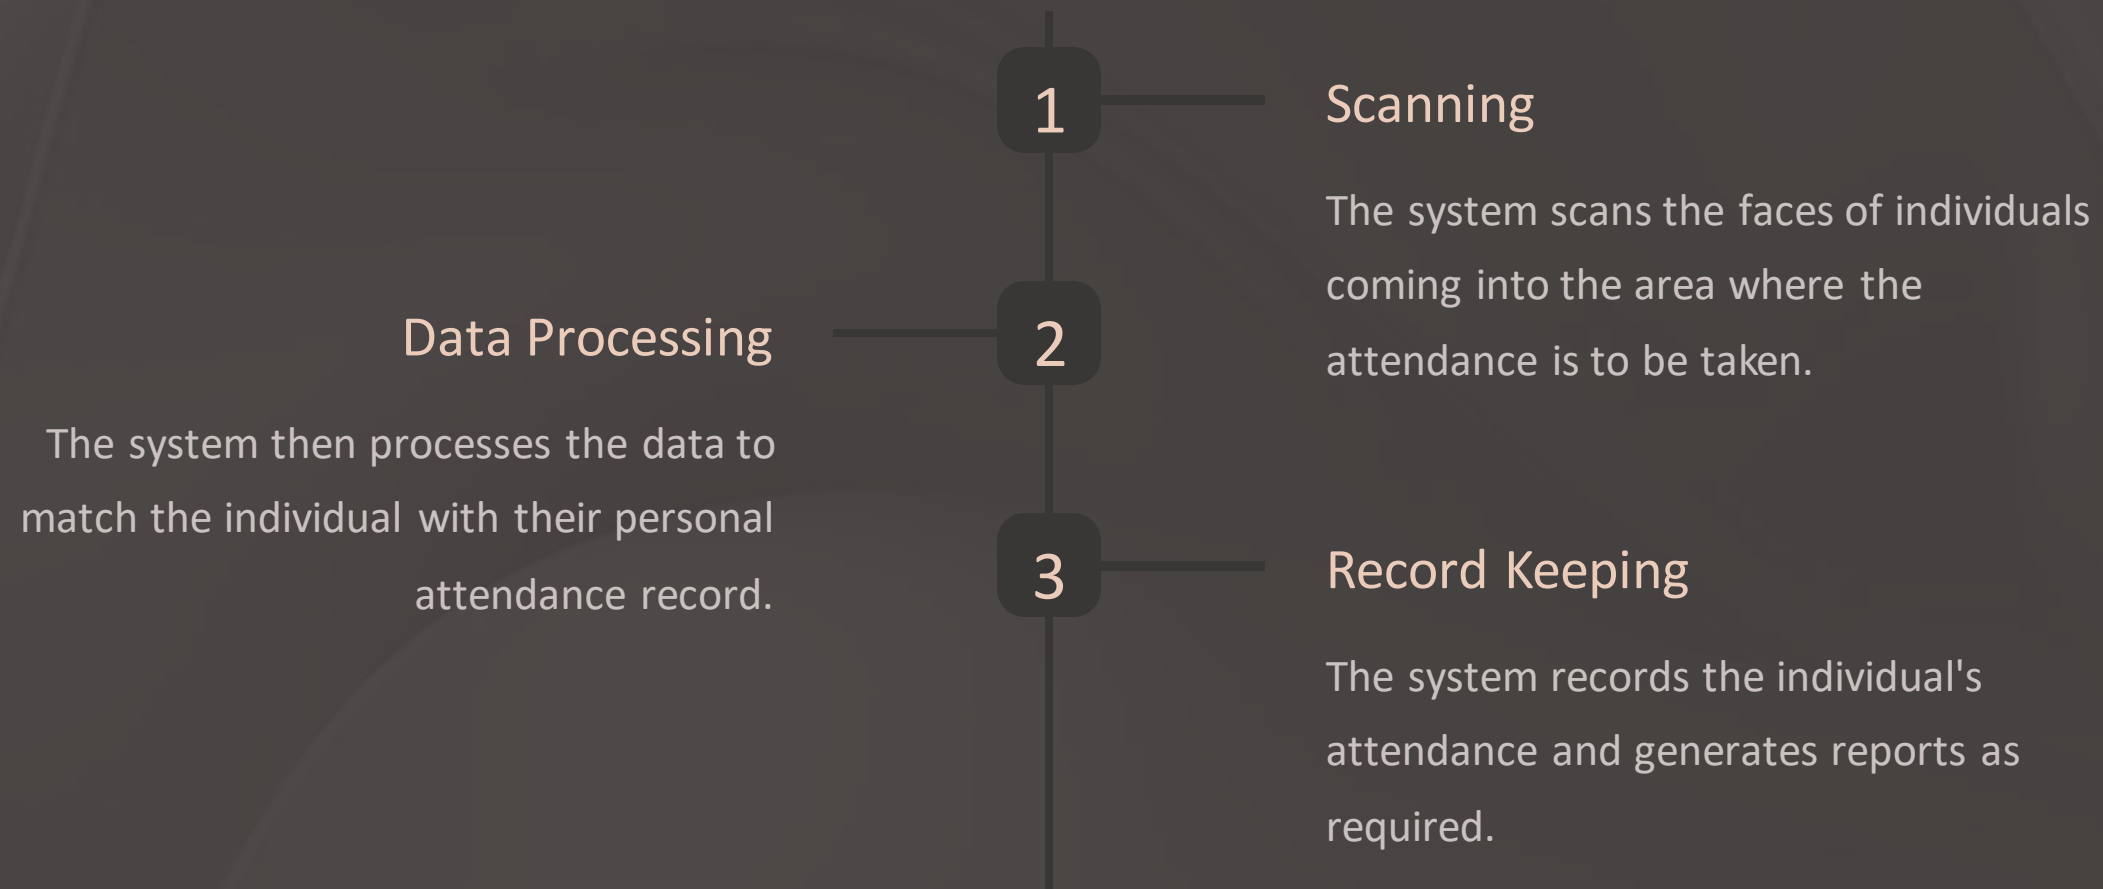 1
Scanning
The system scans the faces of individuals
coming into the area where the
attendance is to be taken.
2
Data Processing
The system then processes the data to
match the individual with their personal
attendance record.
3
Record Keeping
The system records the individual's
attendance and generates reports as
required.